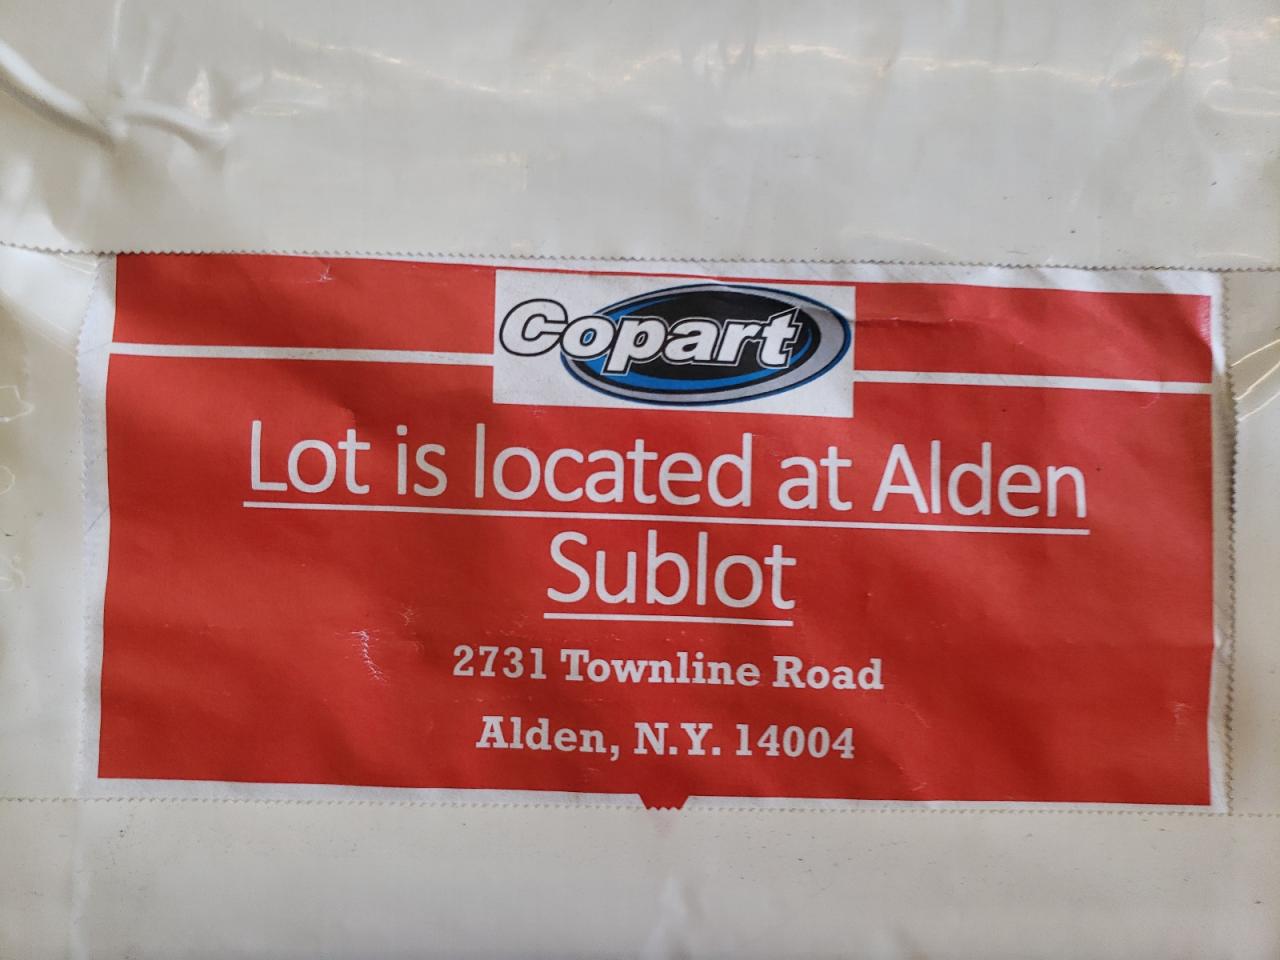 Copart
Lot is located at Alden
Sublot
2731 Townline Road
Alden, N.Y. 14004